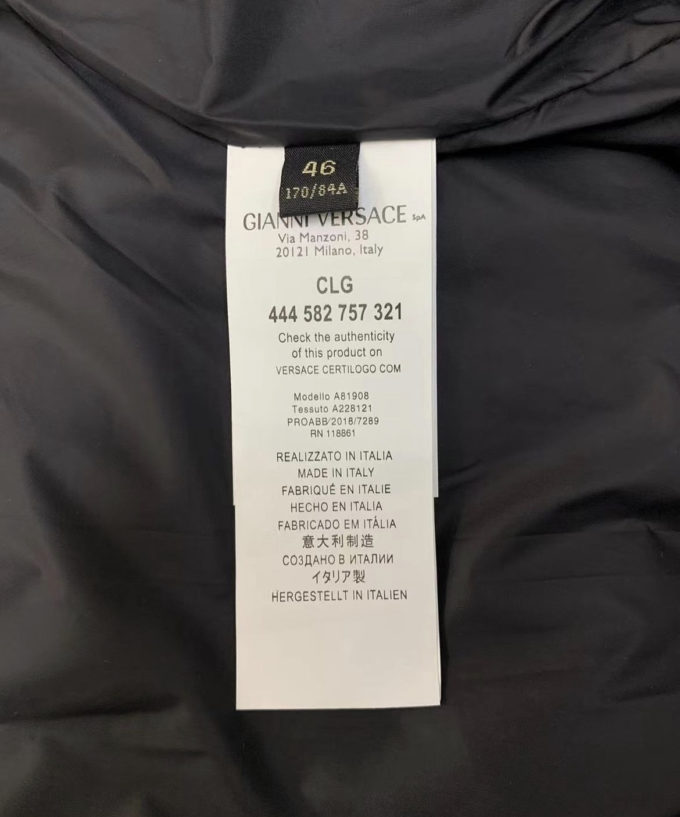 46
170/84A
GIANNI VERSACE SpA
Via Manzoni, 38
20121 Milano, Italy
CLG
444 582 757 321
Check the authenticity
of this product on
VERSACE CERTILOGO COM
Modello A81908
Tessuto A228121
PROABB/2018/7289
RN 118861
REALIZZATO IN ITALIA
MADE IN ITALY
FABRIQUÉ EN ITALIE
HECHO EN ITALIA
FABRICADO EM ITÁLIA
意大利制造
СОЗДАНО В ИТАЛИИ
イタリア製
HERGESTELLT IN ITALIEN